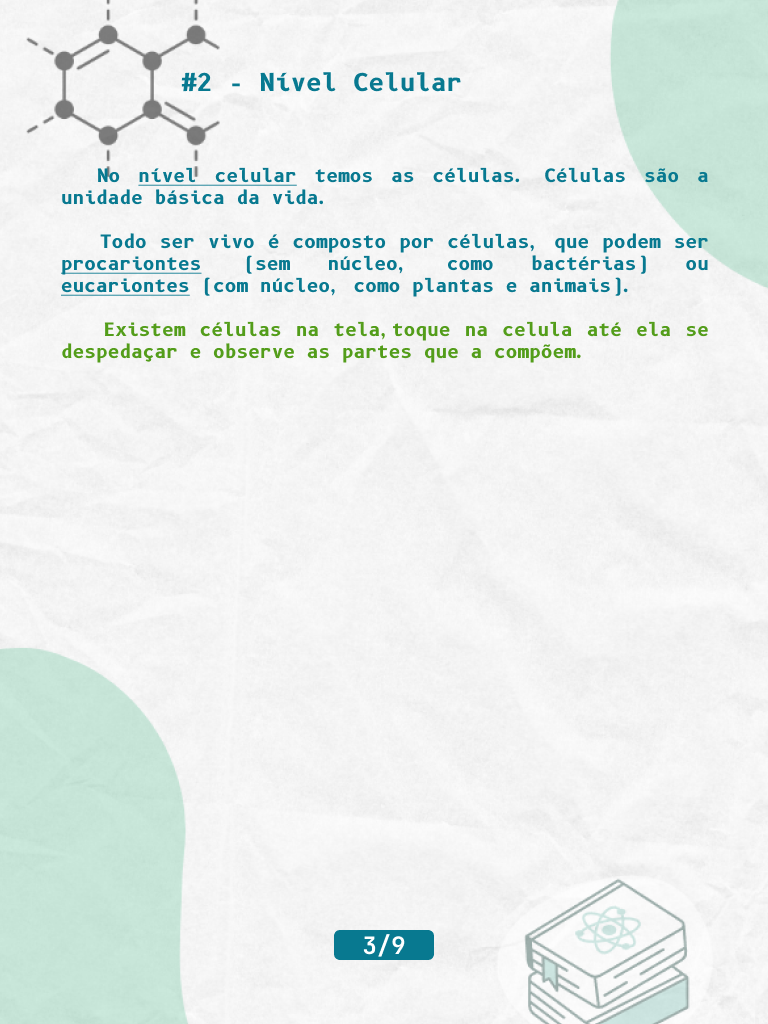 #2 - Nível Celular
No nível celular temos as células. Células são a
unidade básica da vida.
Todo ser vivo é composto por células, que podem ser
procariontes (sem núcleo, como bactérias) ou
eucariontes (com núcleo, como plantas e animais).
Existem células na tela, toque na celula até ela se
despedaçar e observe as partes que a compõem.
3/9